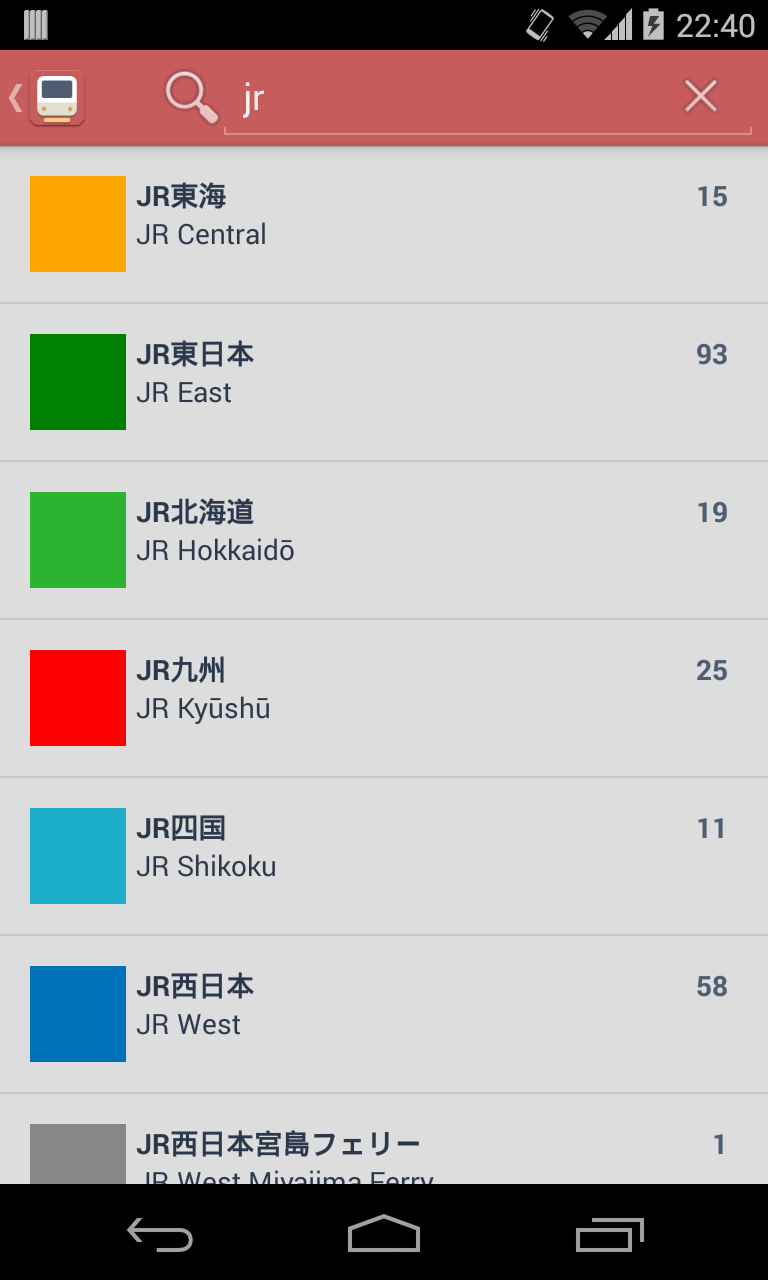 22:40
jr
JR東海 15
JR Central
JR東日本 93
JR East
JR北海道 19
JR Hokkaidō
JR九州 25
JR Kyūshū
JR四国 11
JR Shikoku
JR西日本 58
JR West
JR西日本宮島フェリー 1
JR West Miyajima Ferry